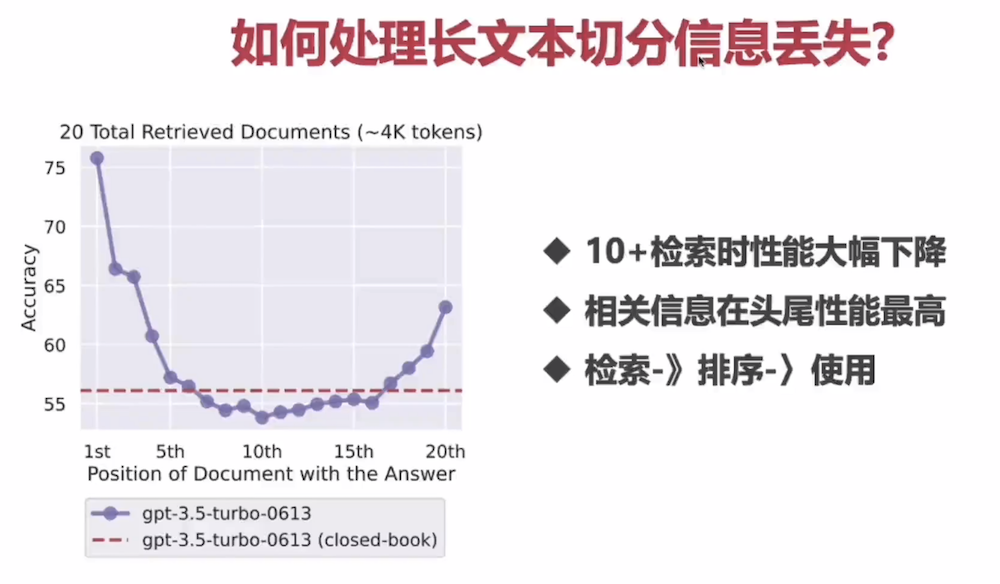 如何处理长文本切分信息丢失?
20 Total Retrieved Documents (~4K tokens)
75
70
65
60
55
Accuracy
1st 5th 10th 15th 20th
Position of Document with the Answer
gpt-3.5-turbo-0613
gpt-3.5-turbo-0613 (closed-book)
◆ 10+检索时性能大幅下降
◆ 相关信息在头尾性能最高
◆ 检索-》排序-〉使用